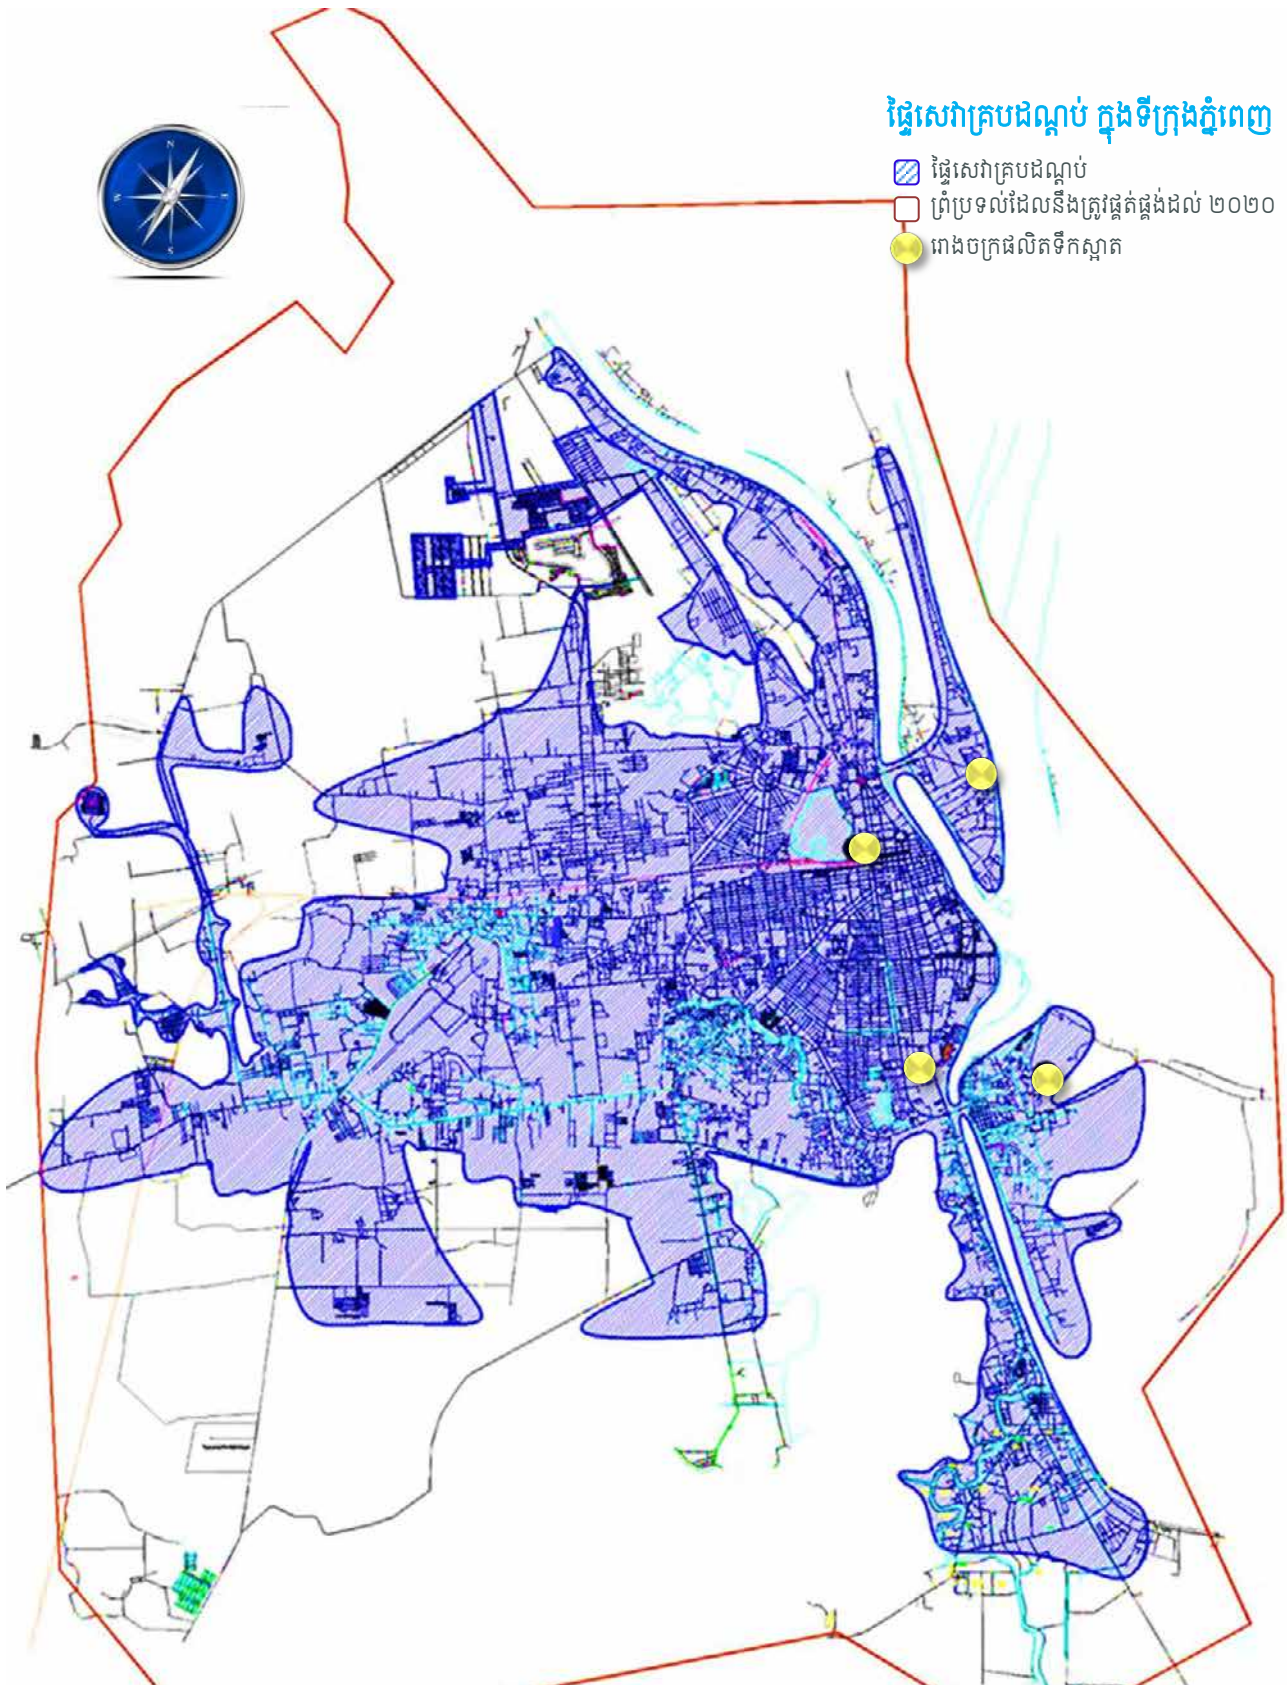 ផ្ទៃសេវាគ្របដណ្តប់ ក្នុងទីក្រុងភ្នំពេញ
ផ្ទៃសេវាគ្របដណ្តប់
ព្រំប្រទល់ដែលនឹងត្រូវផ្គត់ផ្គង់ដល់ ២០២០
រោងចក្រផលិតទឹកស្អាត
N
W
E
S